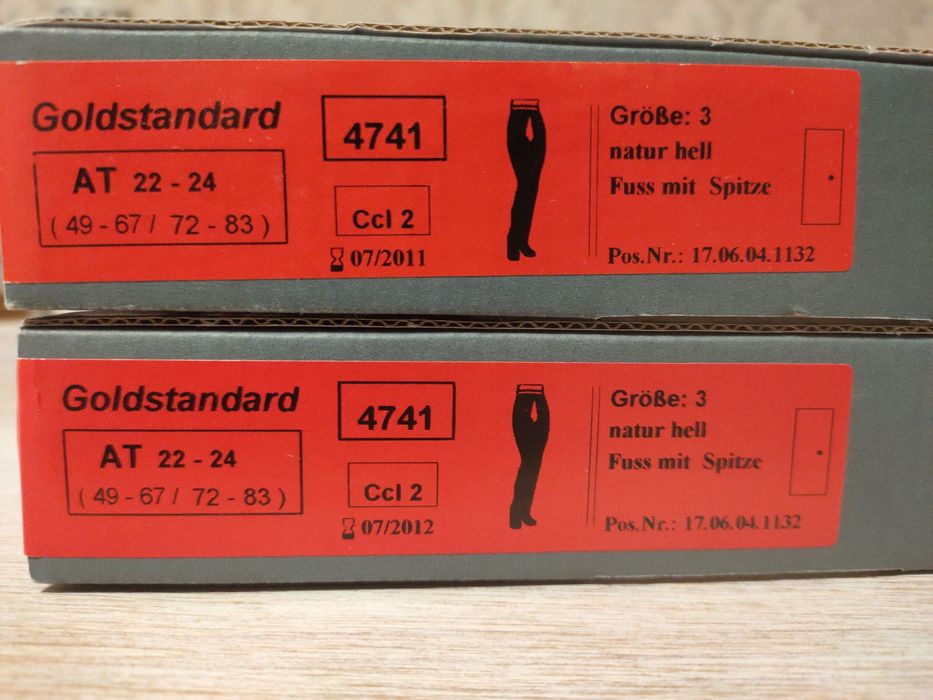 Goldstandard
AT 22 - 24
( 49 - 67 / 72 - 83 )
4741
Ccl 2
07/2011
Größe: 3
natur hell
Fuss mit Spitze
Pos.Nr.: 17.06.04.1132
Goldstandard
AT 22 - 24
( 49 - 67 / 72 - 83 )
4741
Ccl 2
07/2012
Größe: 3
natur hell
Fuss mit Spitze
Pos.Nr.: 17.06.04.1132